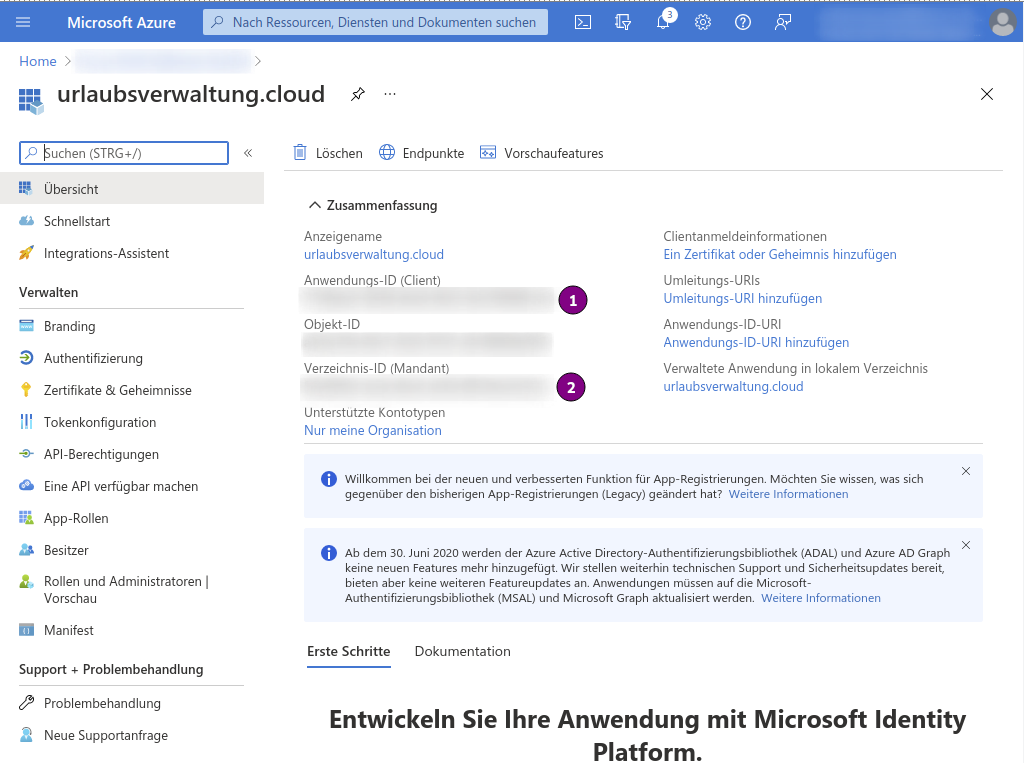 Microsoft Azure
Nach Ressourcen, Diensten und Dokumenten suchen
3
Home
urlaubsverwaltung.cloud
Suchen (STRG+/)
Übersicht
Schnellstart
Integrations-Assistent
Verwalten
Branding
Authentifizierung
Zertifikate & Geheimnisse
Tokenkonfiguration
API-Berechtigungen
Eine API verfügbar machen
App-Rollen
Besitzer
Rollen und Administratoren |
Vorschau
Manifest
Support + Problembehandlung
Problembehandlung
Neue Supportanfrage
Löschen
Endpunkte
Vorschaufeatures
Zusammenfassung
Anzeigename
urlaubsverwaltung.cloud
Anwendungs-ID (Client)
1
Objekt-ID
Verzeichnis-ID (Mandant)
2
Unterstützte Kontotypen
Nur meine Organisation
Clientanmeldeinformationen
Ein Zertifikat oder Geheimnis hinzufügen
Umleitungs-URIs
Umleitungs-URI hinzufügen
Anwendungs-ID-URI
Anwendungs-ID-URI hinzufügen
Verwaltete Anwendung in lokalem Verzeichnis
urlaubsverwaltung.cloud
Willkommen bei der neuen und verbesserten Funktion für App-Registrierungen. Möchten Sie wissen, was sich
gegenüber den bisherigen App-Registrierungen (Legacy) geändert hat? Weitere Informationen
Ab dem 30. Juni 2020 werden der Azure Active Directory-Authentifizierungsbibliothek (ADAL) und Azure AD Graph
keine neuen Features mehr hinzugefügt. Wir stellen weiterhin technischen Support und Sicherheitsupdates bereit,
bieten aber keine weiteren Featureupdates an. Anwendungen müssen auf die Microsoft-
Authentifizierungsbibliothek (MSAL) und Microsoft Graph aktualisiert werden. Weitere Informationen
Erste Schritte
Dokumentation
Entwickeln Sie Ihre Anwendung mit Microsoft Identity
Platform.